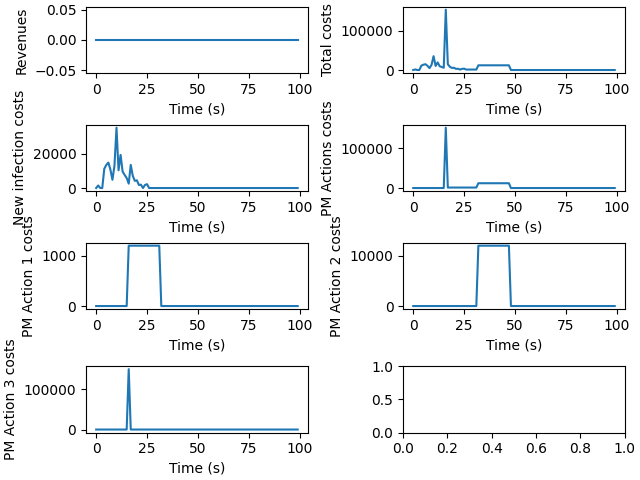 Revenues
0.05
0.00
−0.05
0 25 50 75 100
Time (s)
Total costs
100000
0
0 25 50 75 100
Time (s)
New infection costs
20000
0
0 25 50 75 100
Time (s)
PM Actions costs
100000
0
0 25 50 75 100
Time (s)
PM Action 1 costs
1000
0
0 25 50 75 100
Time (s)
PM Action 2 costs
10000
0
0 25 50 75 100
Time (s)
PM Action 3 costs
100000
0
0 25 50 75 100
Time (s)
1.0
0.5
0.0
0.0 0.2 0.4 0.6 0.8 1.0